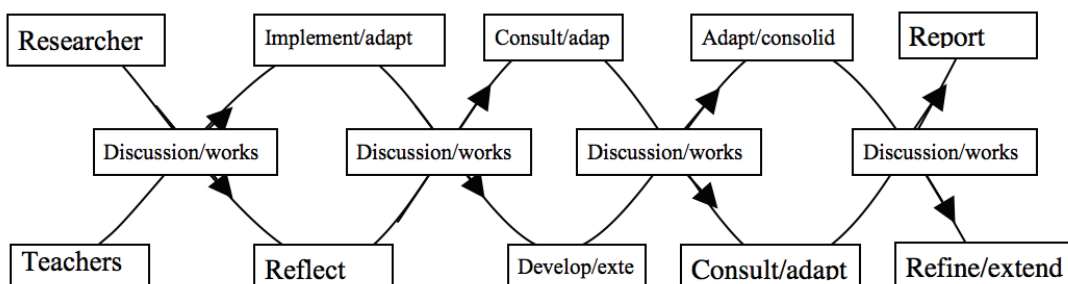 Researcher
Implement/adapt
Consult/adap
Adapt/consolid
Report
Discussion/works
Discussion/works
Discussion/works
Discussion/works
Teachers
Reflect
Develop/exte
Consult/adapt
Refine/extend